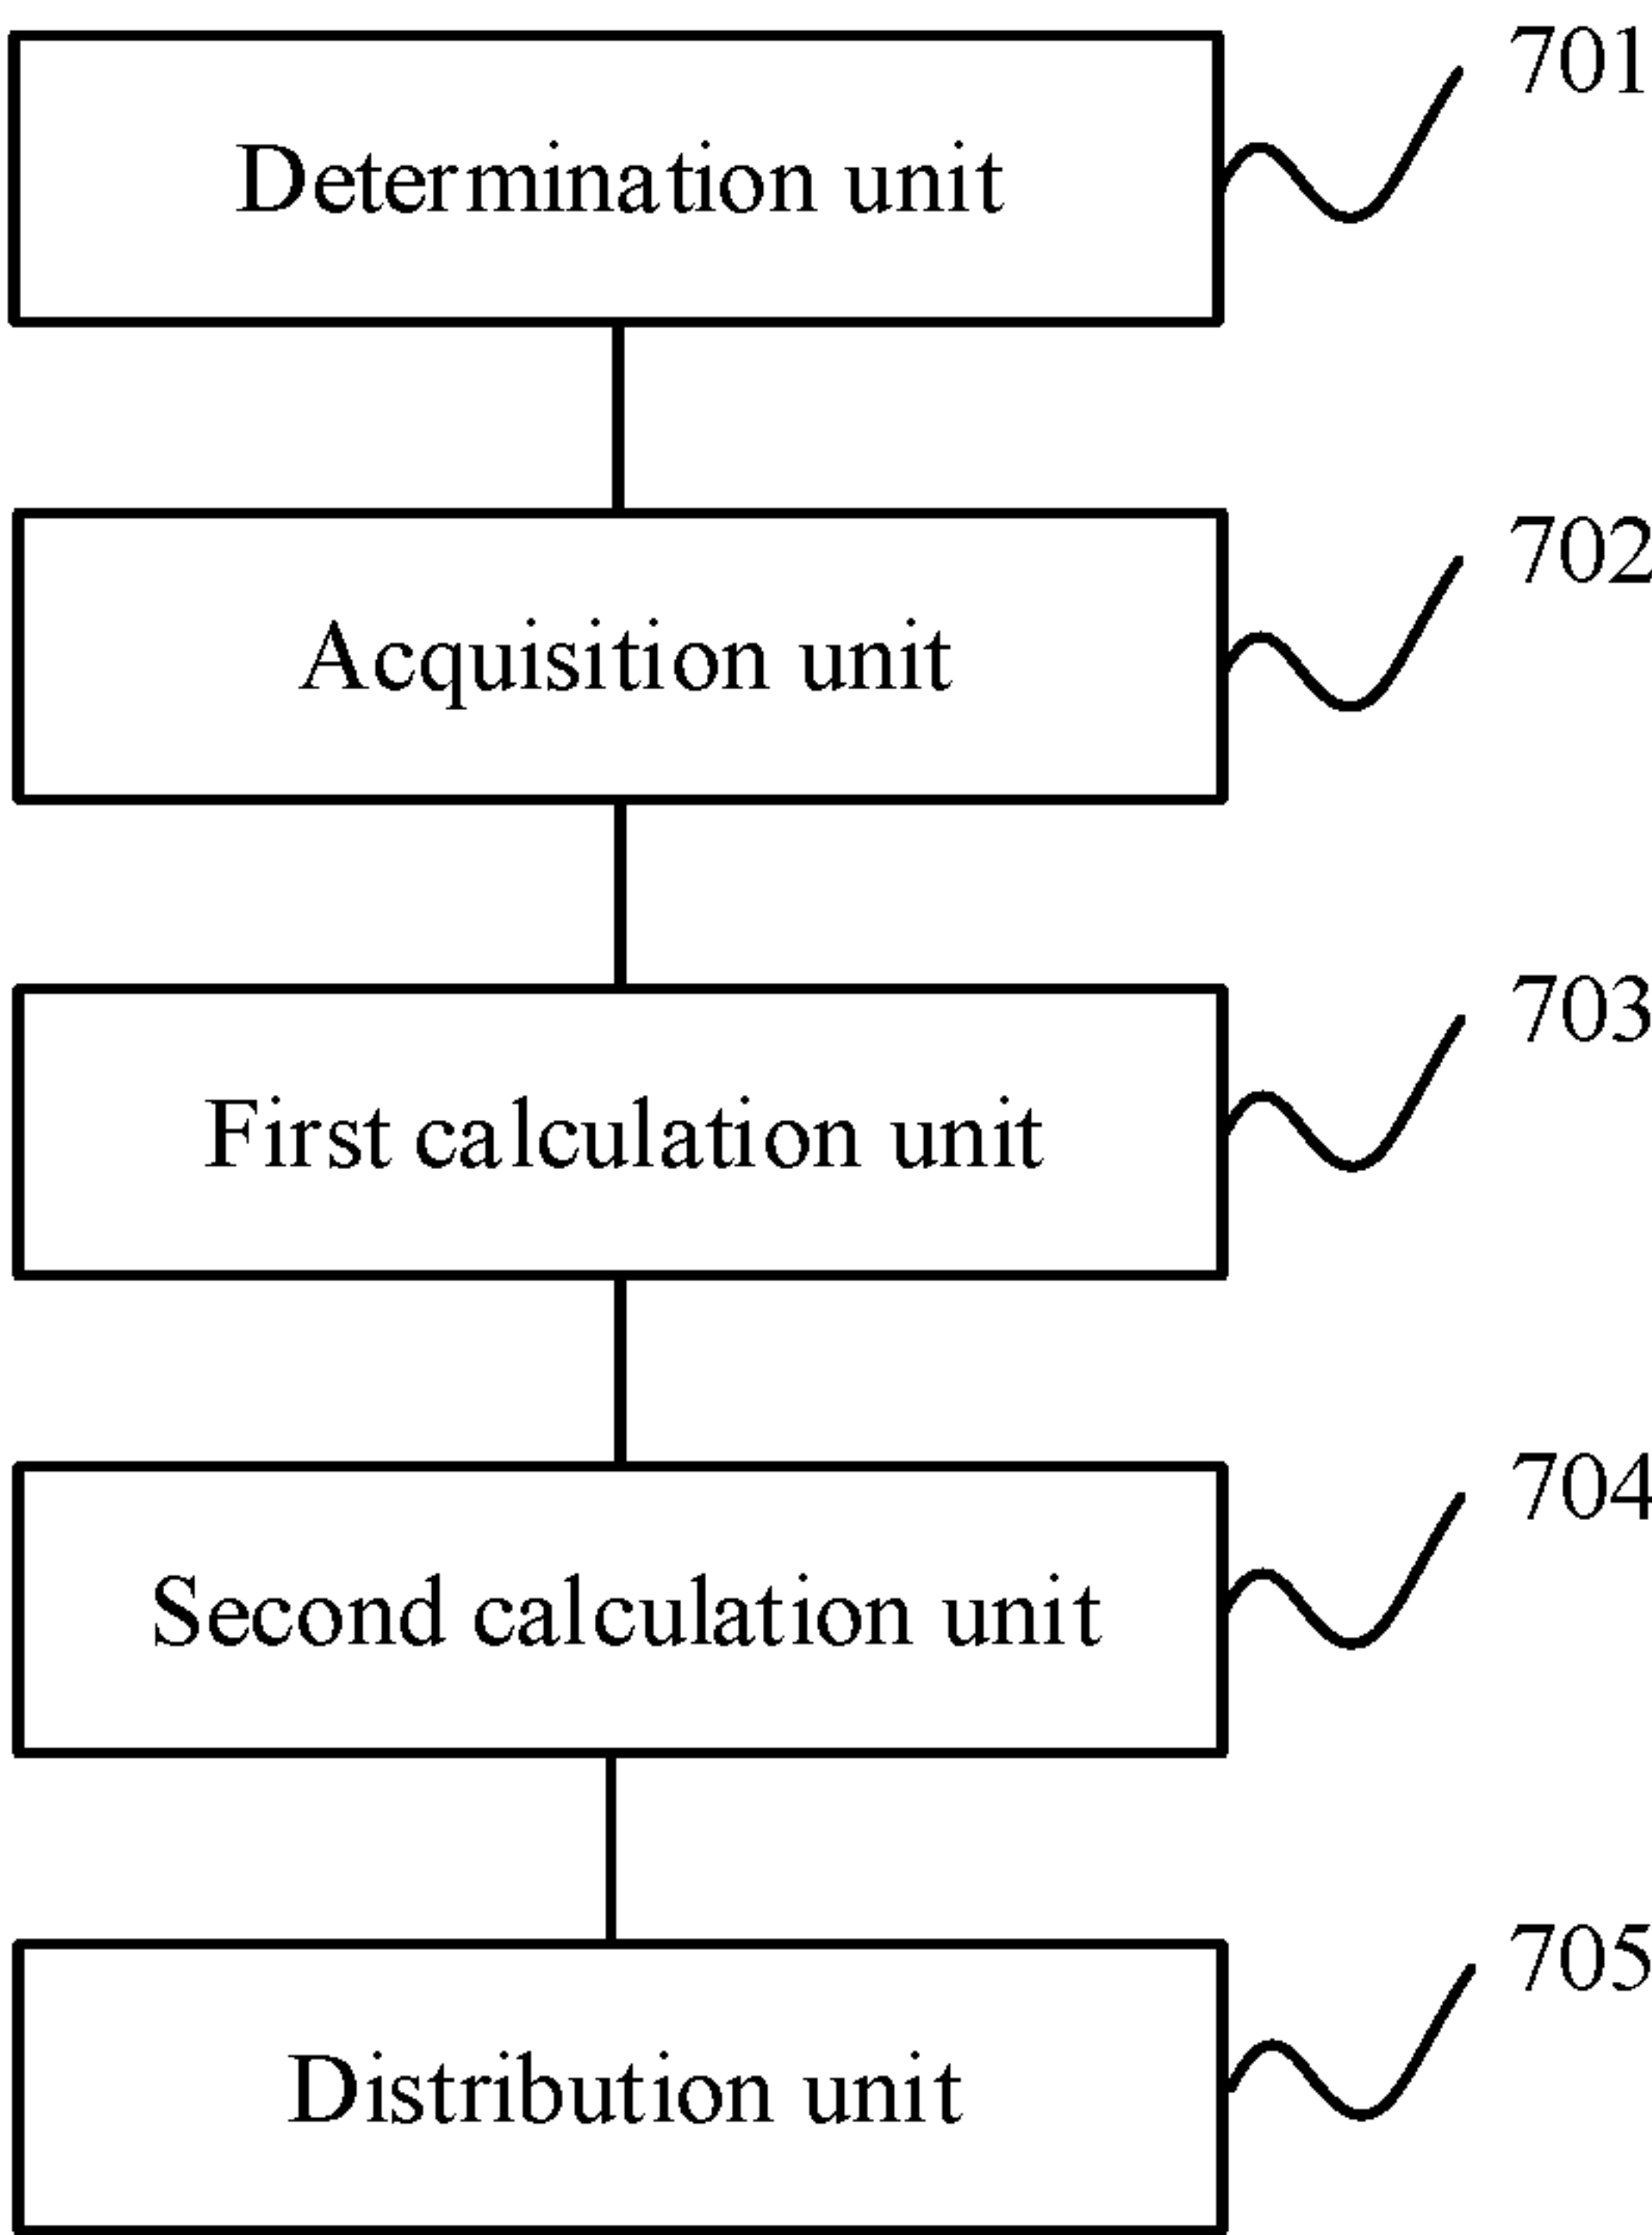 701
Determination unit
702
Acquisition unit
703
First calculation unit
704
Second calculation unit
705
Distribution unit